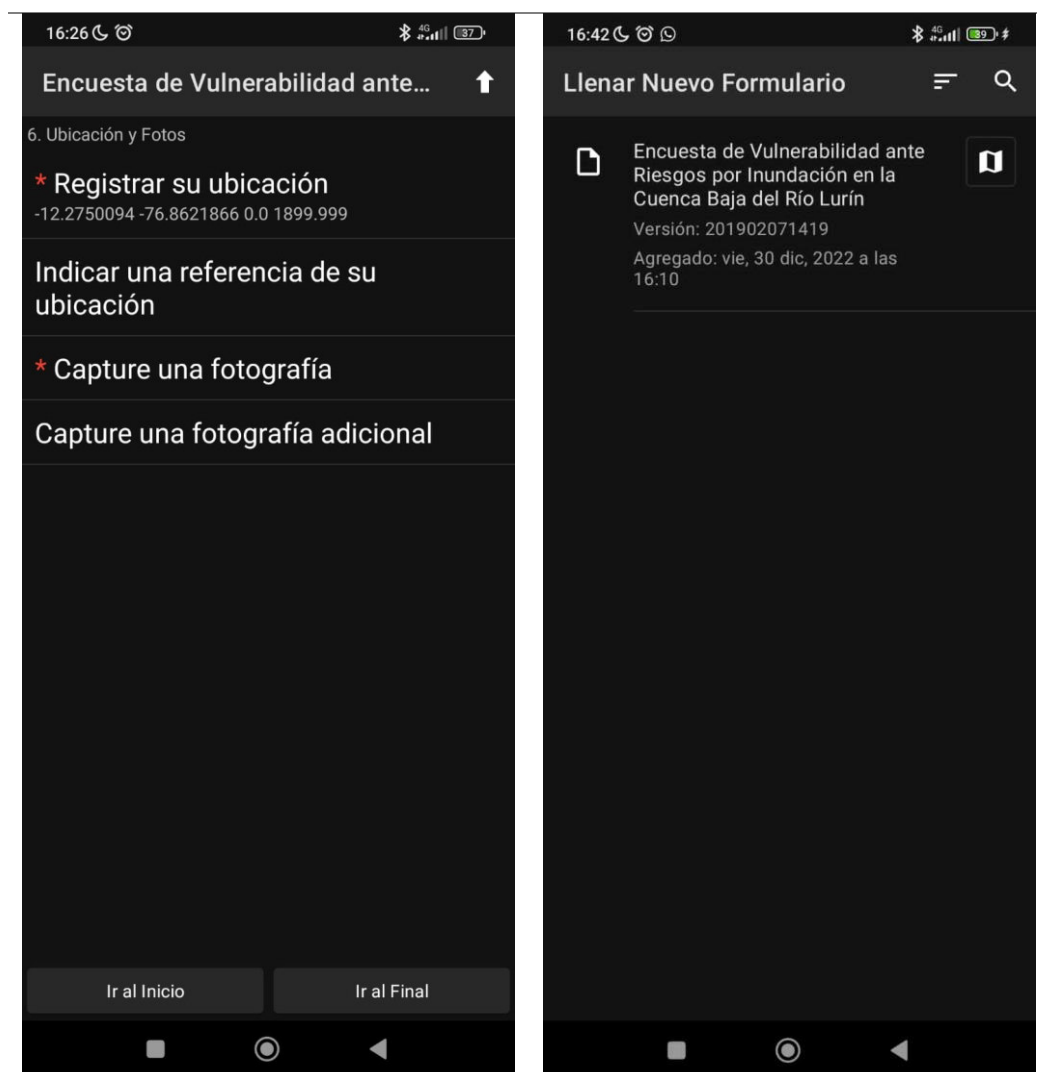 16:26
4G
37
Encuesta de Vulnerabilidad ante...
6. Ubicación y Fotos
* Registrar su ubicación
-12.2750094 -76.8621866 0.0 1899.999
Indicar una referencia de su
ubicación
* Capture una fotografía
Capture una fotografía adicional
Ir al Inicio
Ir al Final
16:42
4G
39
Llenar Nuevo Formulario
Encuesta de Vulnerabilidad ante
Riesgos por Inundación en la
Cuenca Baja del Río Lurín
Versión: 201902071419
Agregado: vie, 30 dic, 2022 a las
16:10